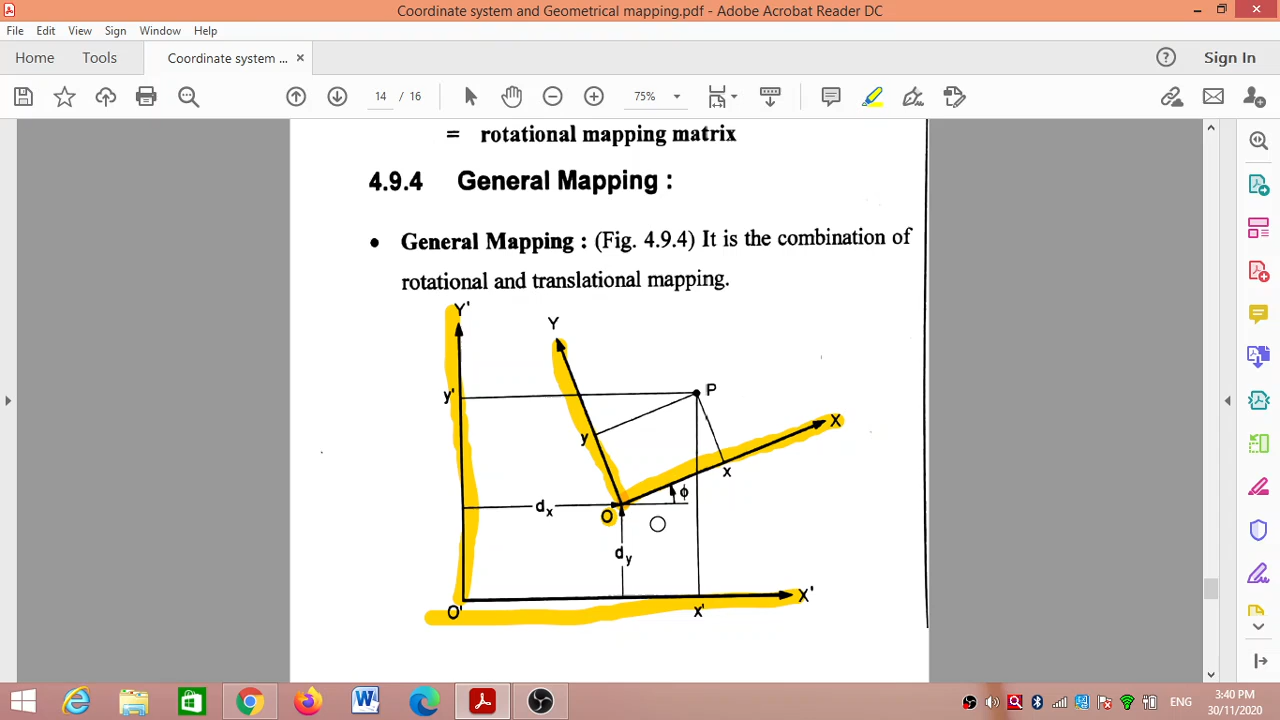 Coordinate system and Geometrical mapping.pdf - Adobe Acrobat Reader DC
File Edit View Sign Window Help
Home Tools Coordinate system ... × Sign In
14 / 16 75%
= rotational mapping matrix
4.9.4 General Mapping :
• General Mapping : (Fig. 4.9.4) It is the combination of
rotational and translational mapping.
Y'
Y
y'
P
X
y
x
ϕ
dx
O
dy
O'
x'
X'
ENG
3:40 PM
30/11/2020